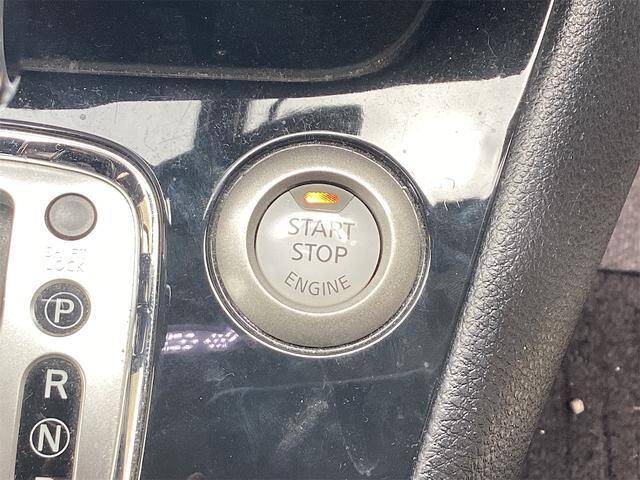 START
STOP
ENGINE
SHIFT
LOCK
P
R
N